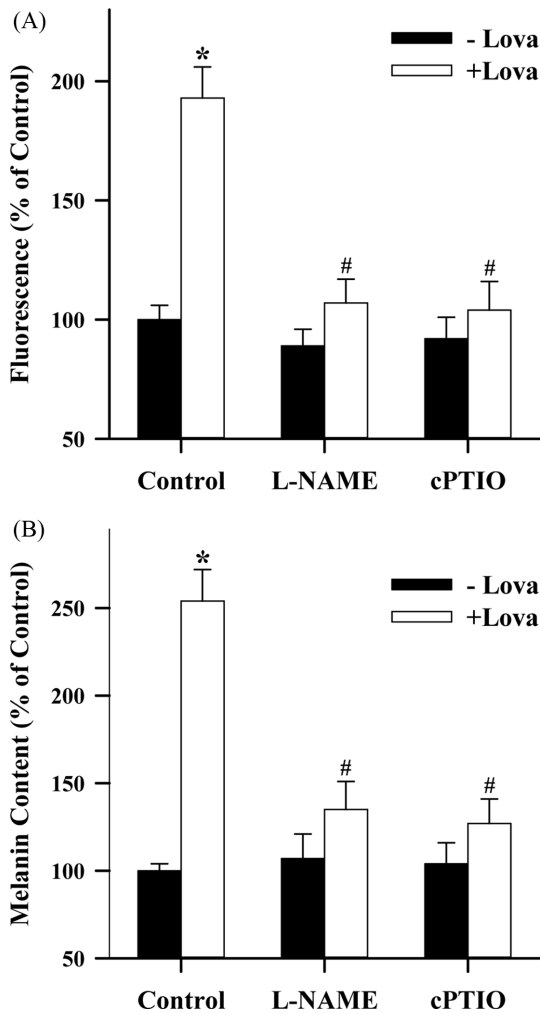 (A)
Fluorescence (% of Control)
200
150
100
50
*
#
#
- Lova
+Lova
Control L-NAME cPTIO
(B)
Melanin Content (% of Control)
250
200
150
100
50
*
#
#
- Lova
+Lova
Control L-NAME cPTIO